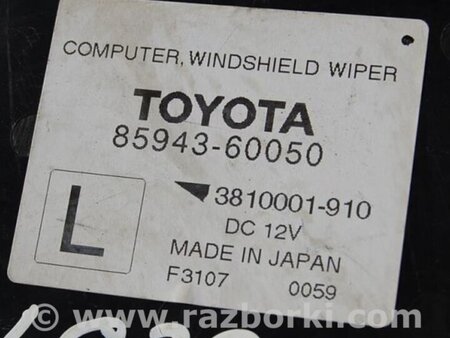 COMPUTER, WINDSHIELD WIPER
TOYOTA
85943-60050
L
3810001-910
DC 12V
MADE IN JAPAN
F3107 0059
© www.razborki.com